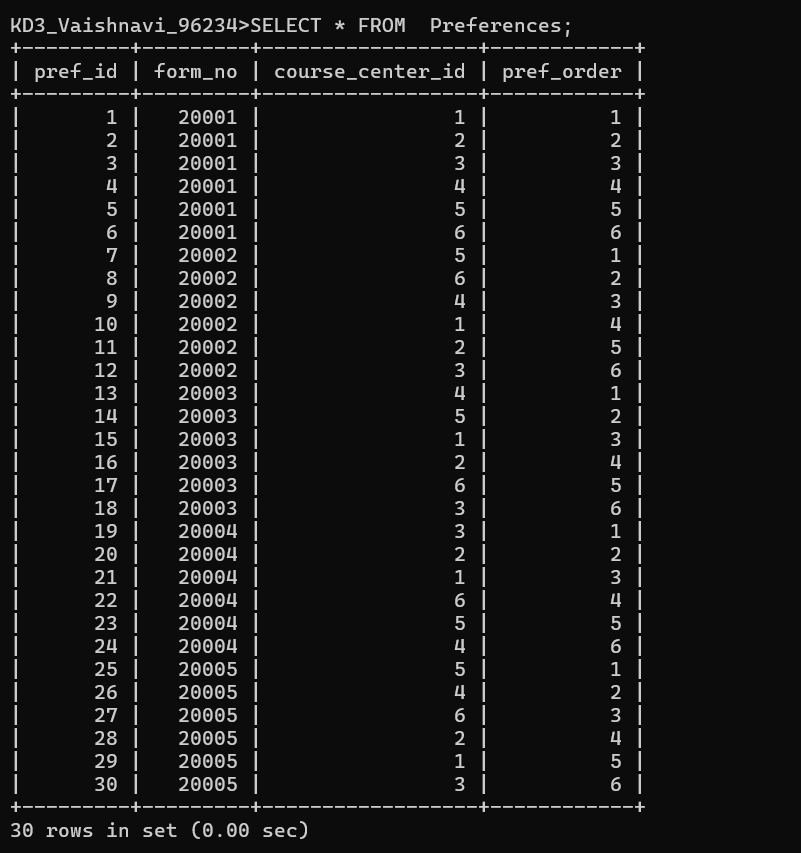 KD3_Vaishnavi_96234>SELECT * FROM  Preferences;
+---------+---------+------------------+------------+
| pref_id | form_no | course_center_id | pref_order |
+---------+---------+------------------+------------+
|       1 |   20001 |                1 |          1 |
|       2 |   20001 |                2 |          2 |
|       3 |   20001 |                3 |          3 |
|       4 |   20001 |                4 |          4 |
|       5 |   20001 |                5 |          5 |
|       6 |   20001 |                6 |          6 |
|       7 |   20002 |                5 |          1 |
|       8 |   20002 |                6 |          2 |
|       9 |   20002 |                4 |          3 |
|      10 |   20002 |                1 |          4 |
|      11 |   20002 |                2 |          5 |
|      12 |   20002 |                3 |          6 |
|      13 |   20003 |                4 |          1 |
|      14 |   20003 |                5 |          2 |
|      15 |   20003 |                1 |          3 |
|      16 |   20003 |                2 |          4 |
|      17 |   20003 |                6 |          5 |
|      18 |   20003 |                3 |          6 |
|      19 |   20004 |                3 |          1 |
|      20 |   20004 |                2 |          2 |
|      21 |   20004 |                1 |          3 |
|      22 |   20004 |                6 |          4 |
|      23 |   20004 |                5 |          5 |
|      24 |   20004 |                4 |          6 |
|      25 |   20005 |                5 |          1 |
|      26 |   20005 |                4 |          2 |
|      27 |   20005 |                6 |          3 |
|      28 |   20005 |                2 |          4 |
|      29 |   20005 |                1 |          5 |
|      30 |   20005 |                3 |          6 |
+---------+---------+------------------+------------+
30 rows in set (0.00 sec)